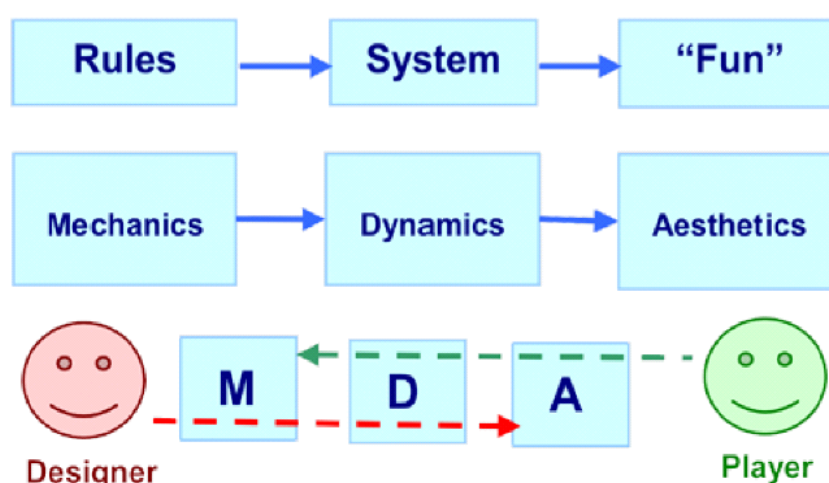 Rules System “Fun”
Mechanics Dynamics Aesthetics
M D A
Designer Player